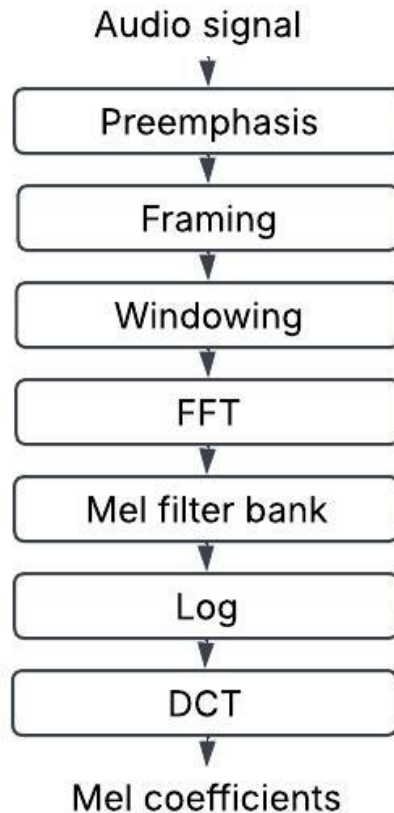 Audio signal
Preemphasis
Framing
Windowing
FFT
Mel filter bank
Log
DCT
Mel coefficients